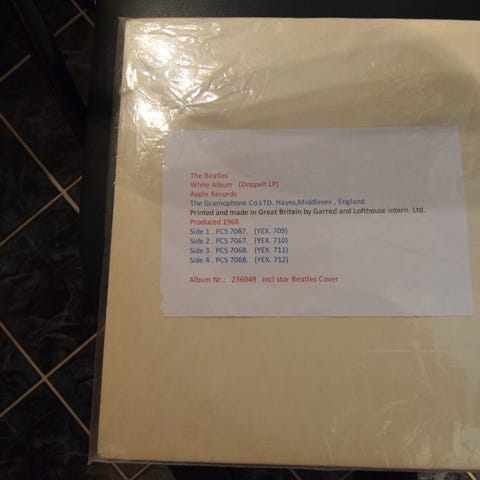 The Beatles
White Album (Doppelt LP)
Apple Records
The Gramophone Co.LTD. Hayes,Middlesex . England
Printed and made in Great Britain by Garred and Lofthouse intern. Ltd.
Produced 1968
Side 1 . PCS 7067. (YEX. 709)
Side 2 . PCS 7067. (YEX. 710)
Side 3 . PCS 7068. (YEX. 711)
Side 4 . PCS 7068. (YEX. 712)
Album Nr.: 236049 incl stor Beatles Cover